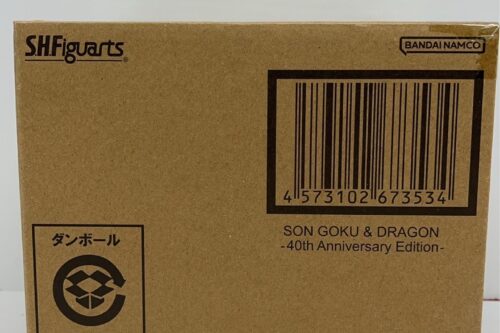 S.H.Figuarts®
BANDAI NAMCO
4 573102 673534
SON GOKU & DRAGON
-40th Anniversary Edition-
ダンボール